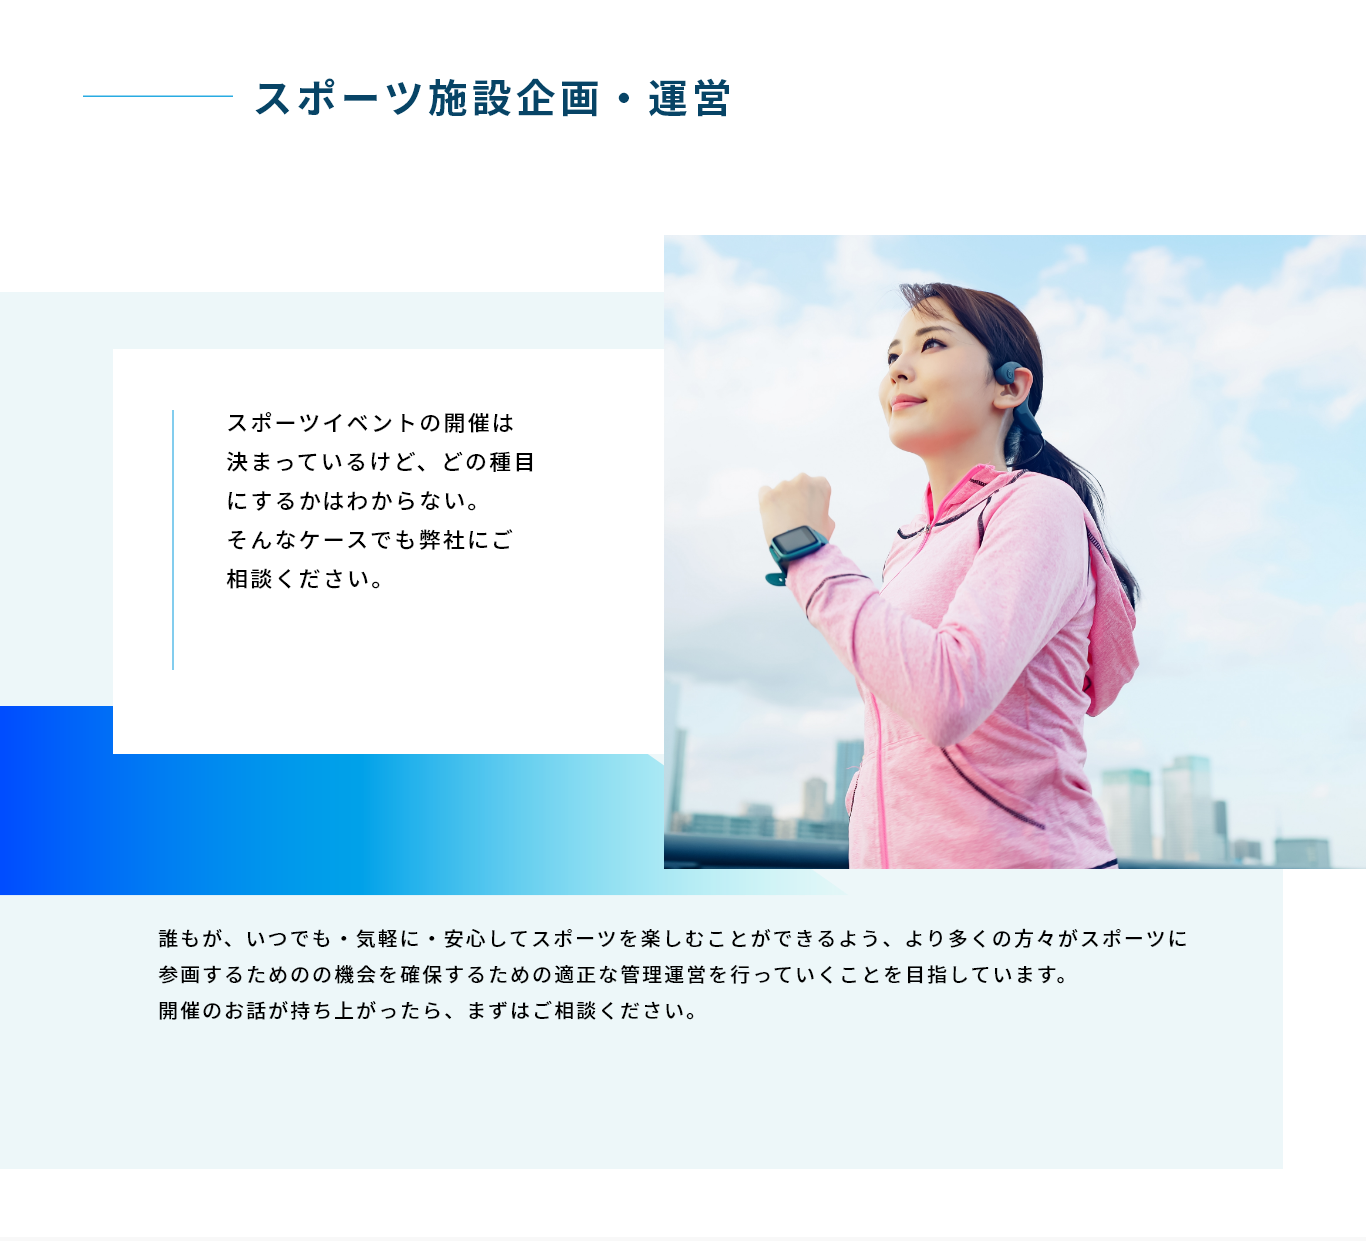 スポーツ施設企画・運営
スポーツイベントの開催は
決まっているけど、どの種目
にするかはわからない。
そんなケースでも弊社にご
相談ください。
誰もが、いつでも・気軽に・安心してスポーツを楽しむことができるよう、より多くの方々がスポーツに
参画するためのの機会を確保するための適正な管理運営を行っていくことを目指しています。
開催のお話が持ち上がったら、まずはご相談ください。